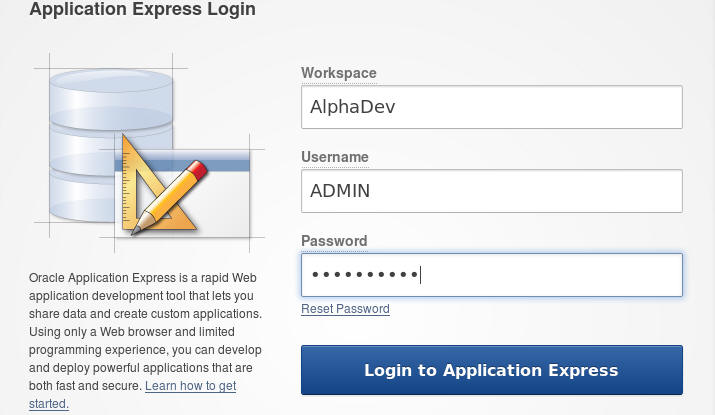 Application Express Login
Workspace
AlphaDev
Username
ADMIN
Password
••••••••••
Reset Password
Login to Application Express
Oracle Application Express is a rapid Web
application development tool that lets you
share data and create custom applications.
Using only a Web browser and limited
programming experience, you can develop
and deploy powerful applications that are
both fast and secure. Learn how to get
started.